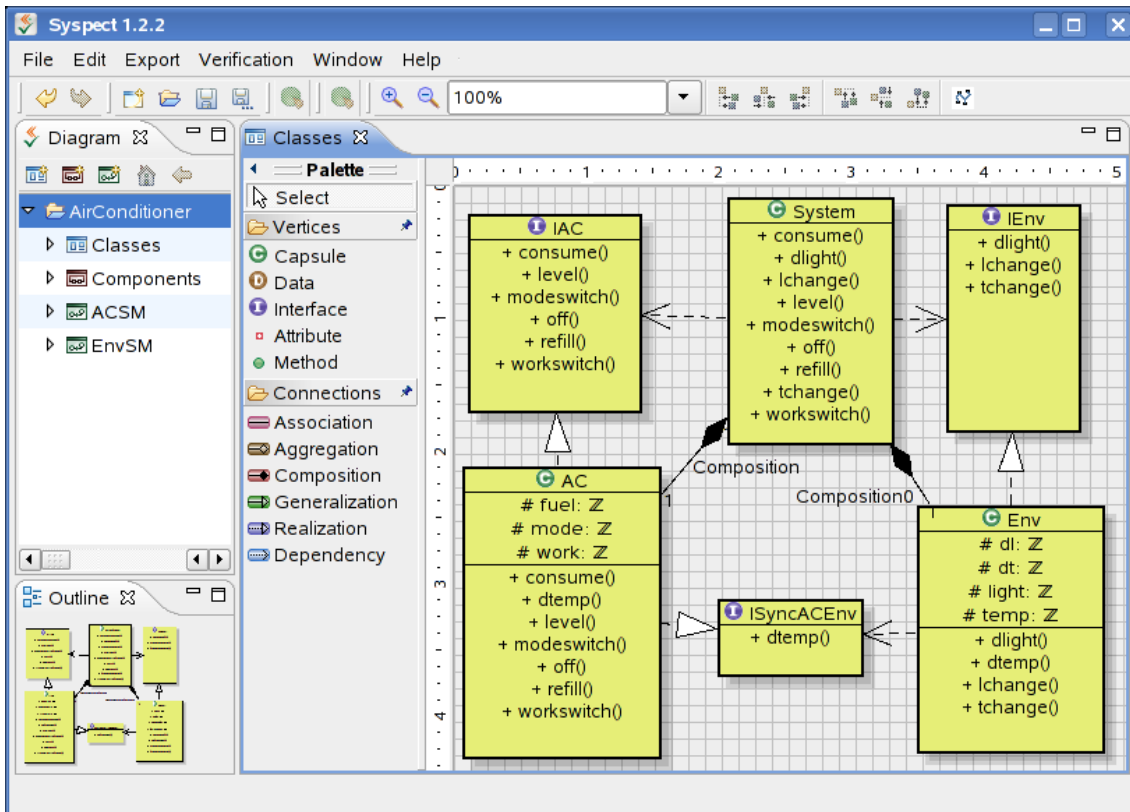 Syspect 1.2.2
File Edit Export Verification Window Help
100%
Diagram
AirConditioner
Classes
Components
ACSM
EnvSM
Outline
Classes
Palette
Select
Vertices
Capsule
Data
Interface
Attribute
Method
Connections
Association
Aggregation
Composition
Generalization
Realization
Dependency
0 1 2 3 4 5
0
1
2
3
4
I IAC
+ consume()
+ level()
+ modeswitch()
+ off()
+ refill()
+ workswitch()
C System
+ consume()
+ dlight()
+ lchange()
+ level()
+ modeswitch()
+ off()
+ refill()
+ tchange()
+ workswitch()
I IEnv
+ dlight()
+ lchange()
+ tchange()
Composition
1
Composition0
1
C AC
# fuel: ℤ
# mode: ℤ
# work: ℤ
+ consume()
+ dtemp()
+ level()
+ modeswitch()
+ off()
+ refill()
+ workswitch()
I ISyncACEnv
+ dtemp()
C Env
# dl: ℤ
# dt: ℤ
# light: ℤ
# temp: ℤ
+ dlight()
+ dtemp()
+ lchange()
+ tchange()